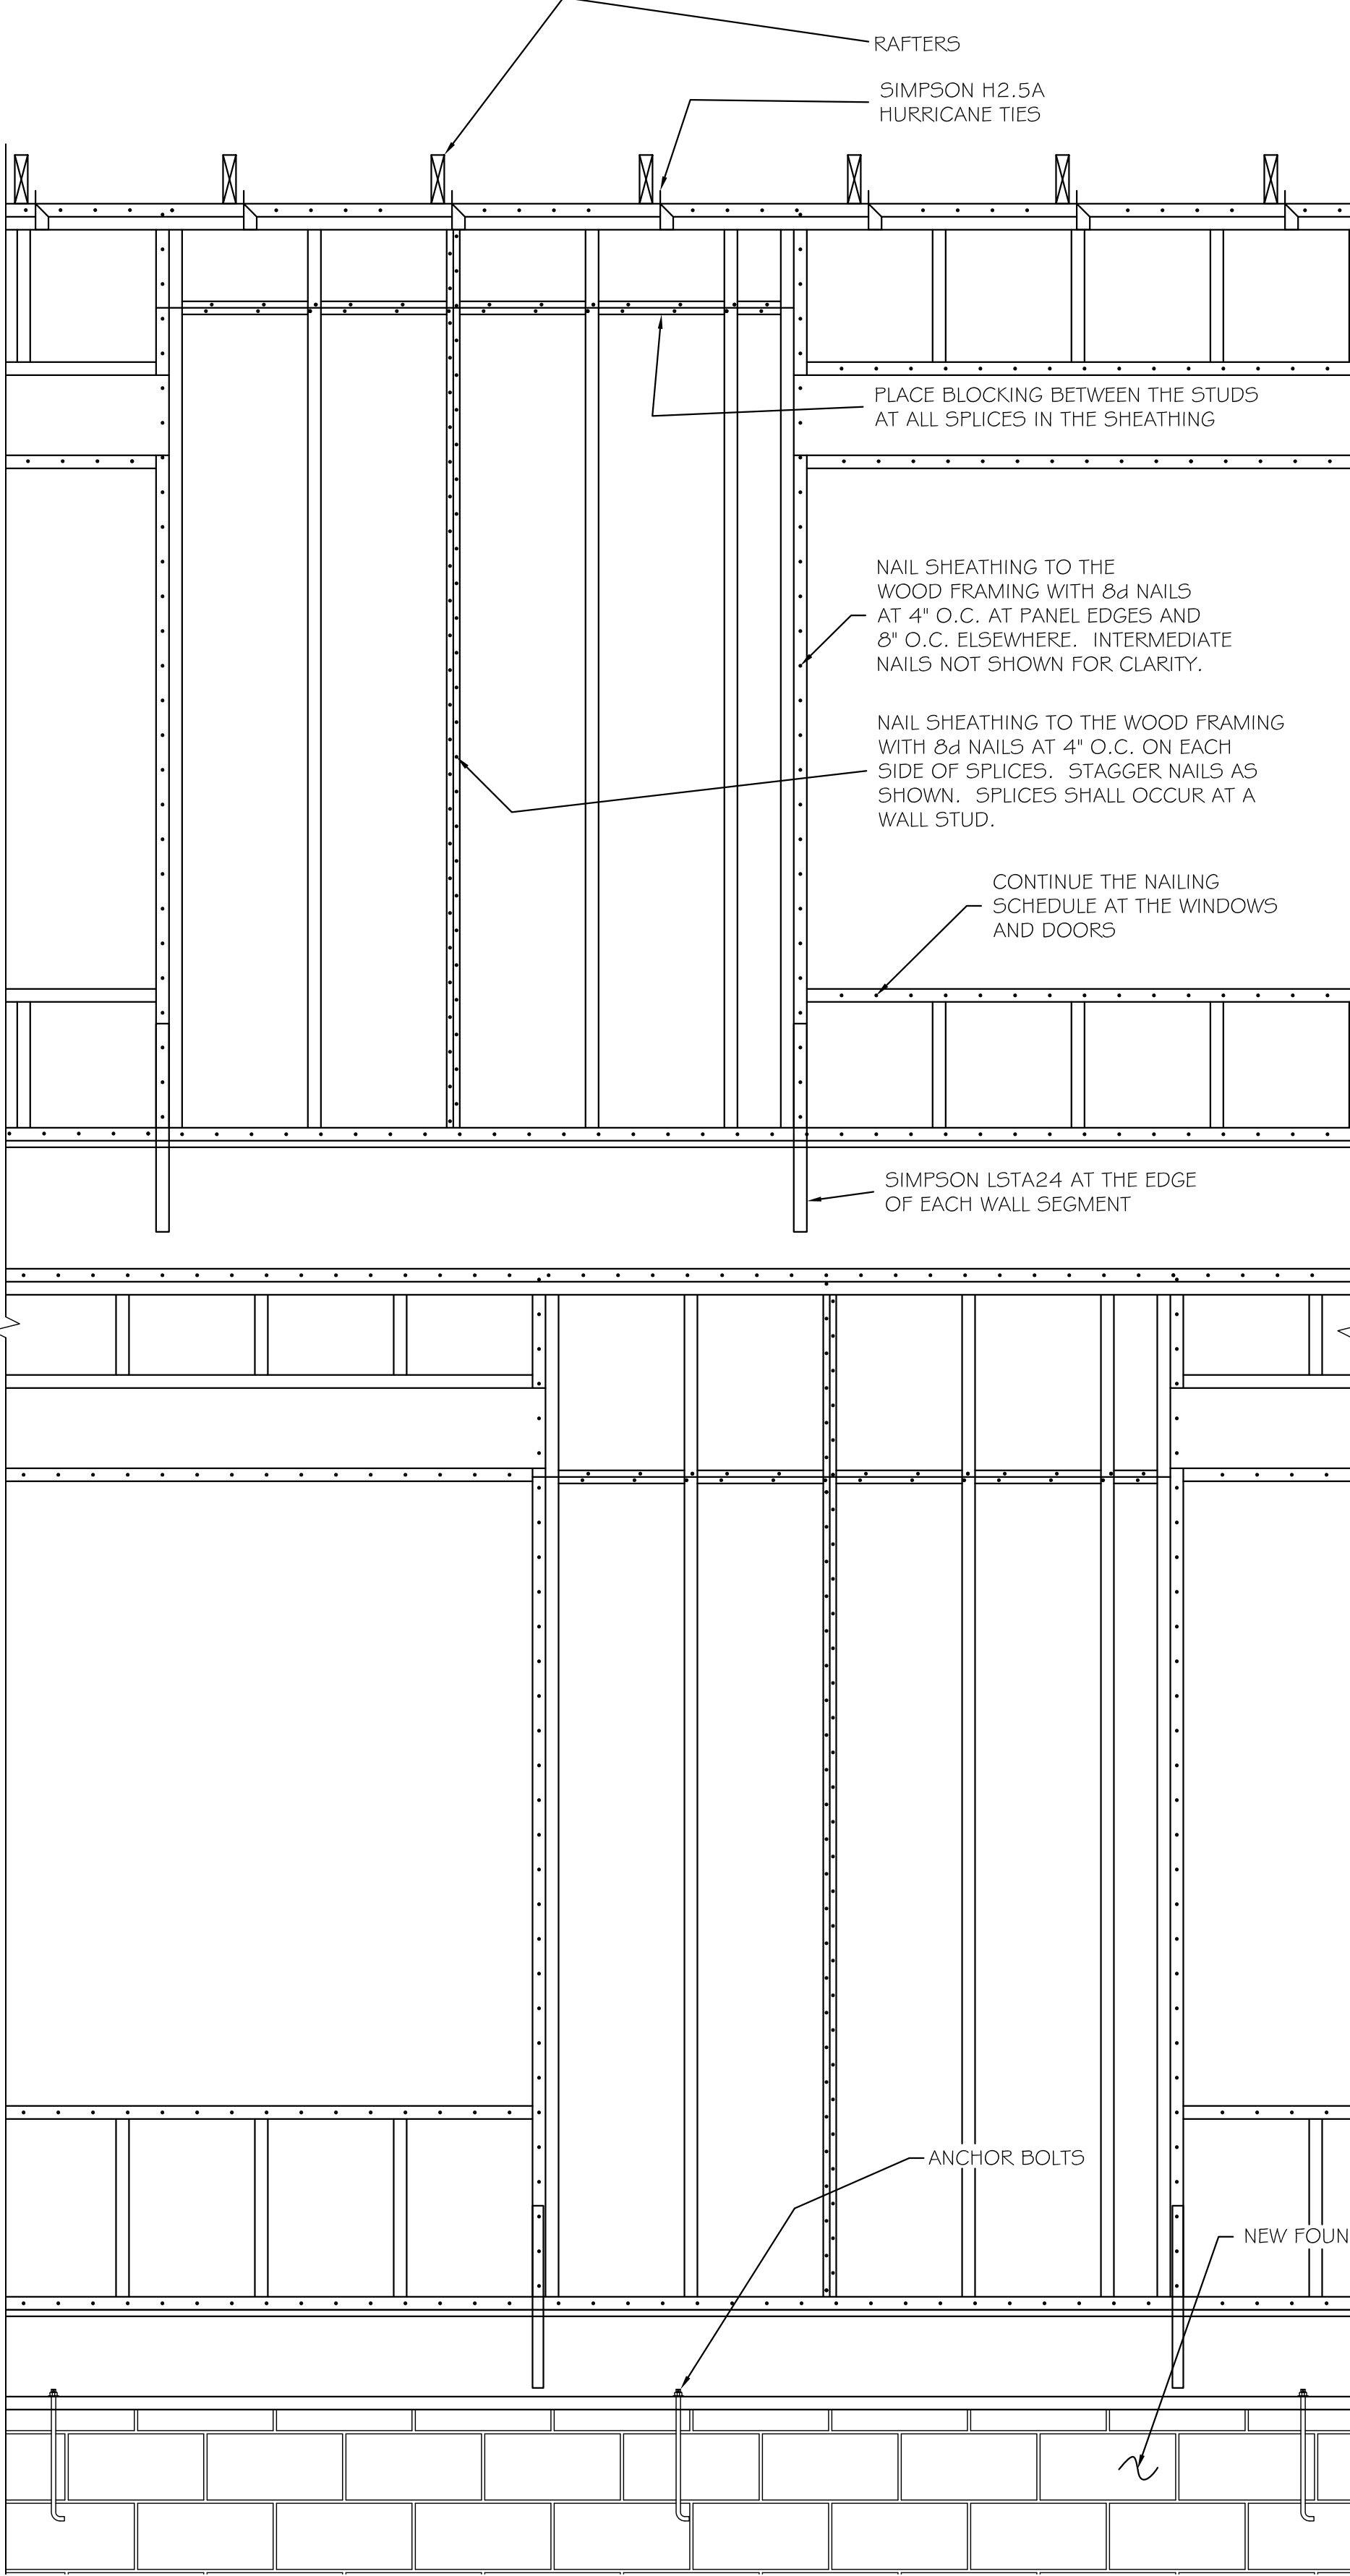 RAFTERS
SIMPSON H2.5A
HURRICANE TIES
PLACE BLOCKING BETWEEN THE STUDS
AT ALL SPLICES IN THE SHEATHING
NAIL SHEATHING TO THE
WOOD FRAMING WITH 8d NAILS
AT 4" O.C. AT PANEL EDGES AND
8" O.C. ELSEWHERE. INTERMEDIATE
NAILS NOT SHOWN FOR CLARITY.
NAIL SHEATHING TO THE WOOD FRAMING
WITH 8d NAILS AT 4" O.C. ON EACH
SIDE OF SPLICES. STAGGER NAILS AS
SHOWN. SPLICES SHALL OCCUR AT A
WALL STUD.
CONTINUE THE NAILING
SCHEDULE AT THE WINDOWS
AND DOORS
SIMPSON LSTA24 AT THE EDGE
OF EACH WALL SEGMENT
ANCHOR BOLTS
NEW FOUN